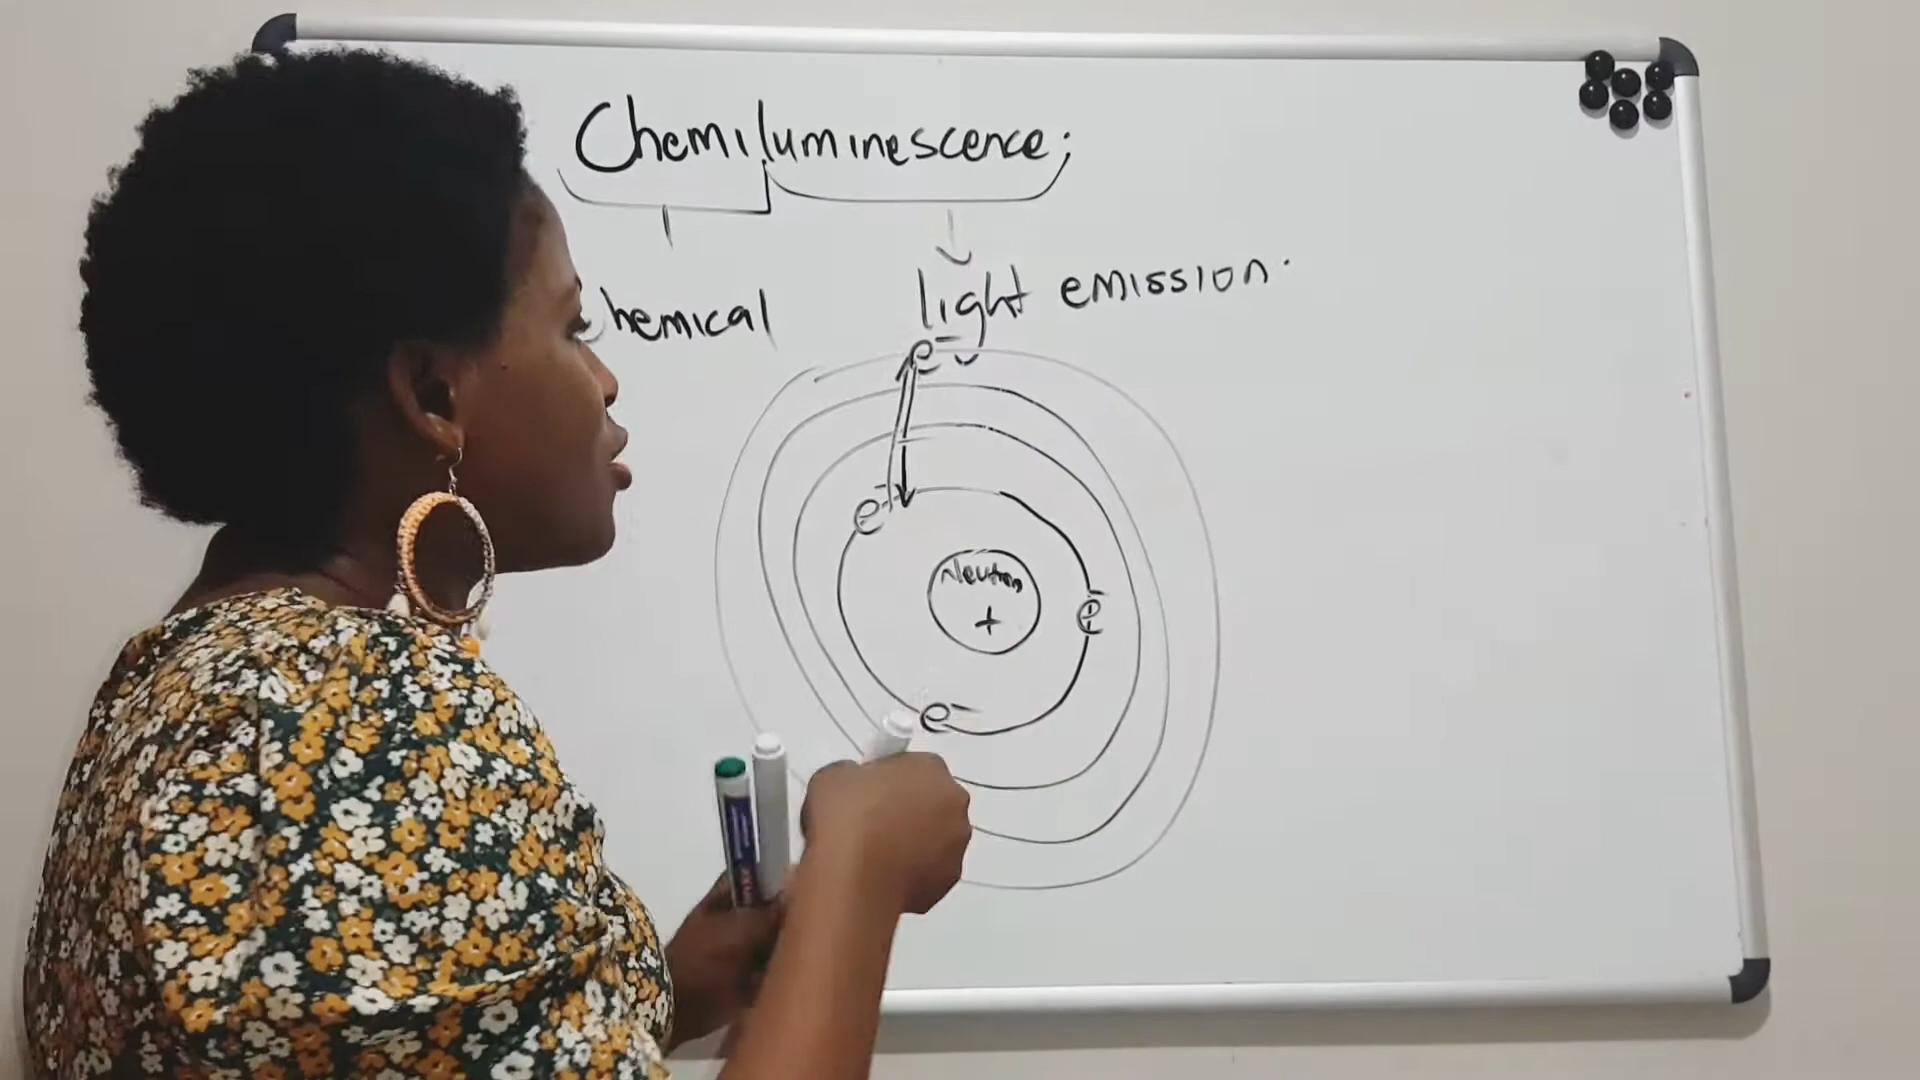 Chemiluminescence;
hemical
light emission.
e-
e-
Neutron
+
e
e-